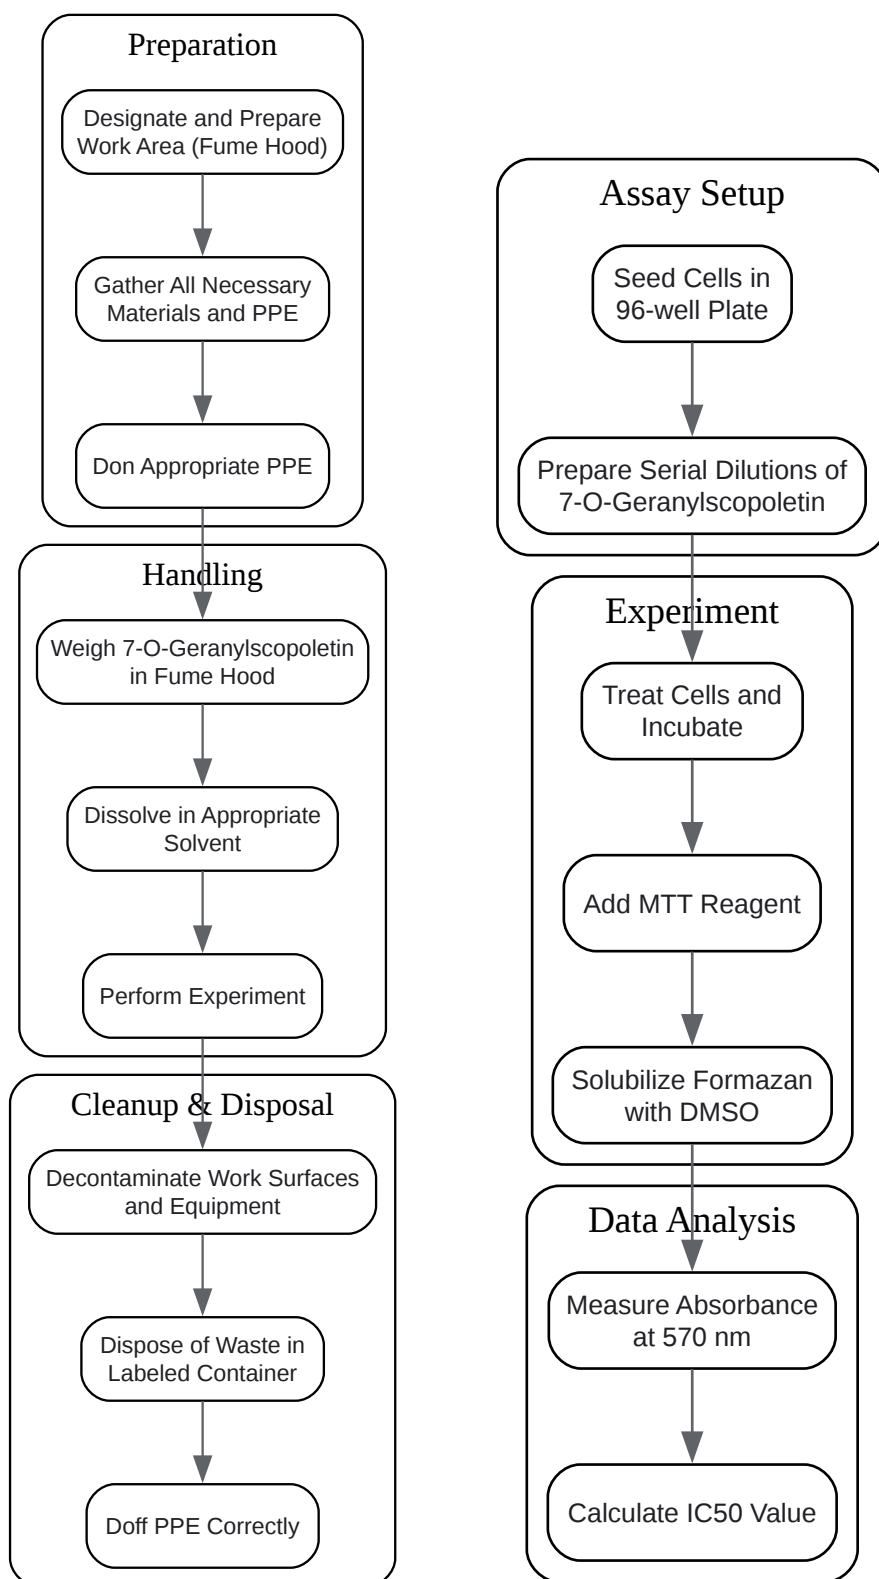 Preparation
Designate and Prepare
Work Area (Fume Hood)
Gather All Necessary
Materials and PPE
Don Appropriate PPE
Handling
Weigh 7-O-Geranylscopoletin
in Fume Hood
Dissolve in Appropriate
Solvent
Perform Experiment
Cleanup & Disposal
Decontaminate Work Surfaces
and Equipment
Dispose of Waste in
Labeled Container
Doff PPE Correctly
Assay Setup
Seed Cells in
96-well Plate
Prepare Serial Dilutions of
7-O-Geranylscopoletin
Experiment
Treat Cells and
Incubate
Add MTT Reagent
Solubilize Formazan
with DMSO
Data Analysis
Measure Absorbance
at 570 nm
Calculate IC50 Value